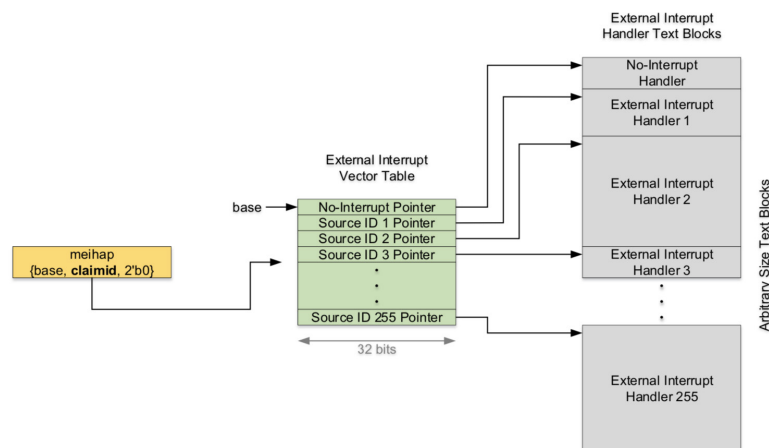 External Interrupt
Handler Text Blocks
No-Interrupt
Handler
External Interrupt
Handler 1
External Interrupt
Handler 2
External Interrupt
Handler 3
.
.
.
External Interrupt
Handler 255
Arbitrary Size Text Blocks
External Interrupt
Vector Table
base
No-Interrupt Pointer
Source ID 1 Pointer
Source ID 2 Pointer
Source ID 3 Pointer
.
.
.
Source ID 255 Pointer
32 bits
meihap
{base, claimid, 2'b0}